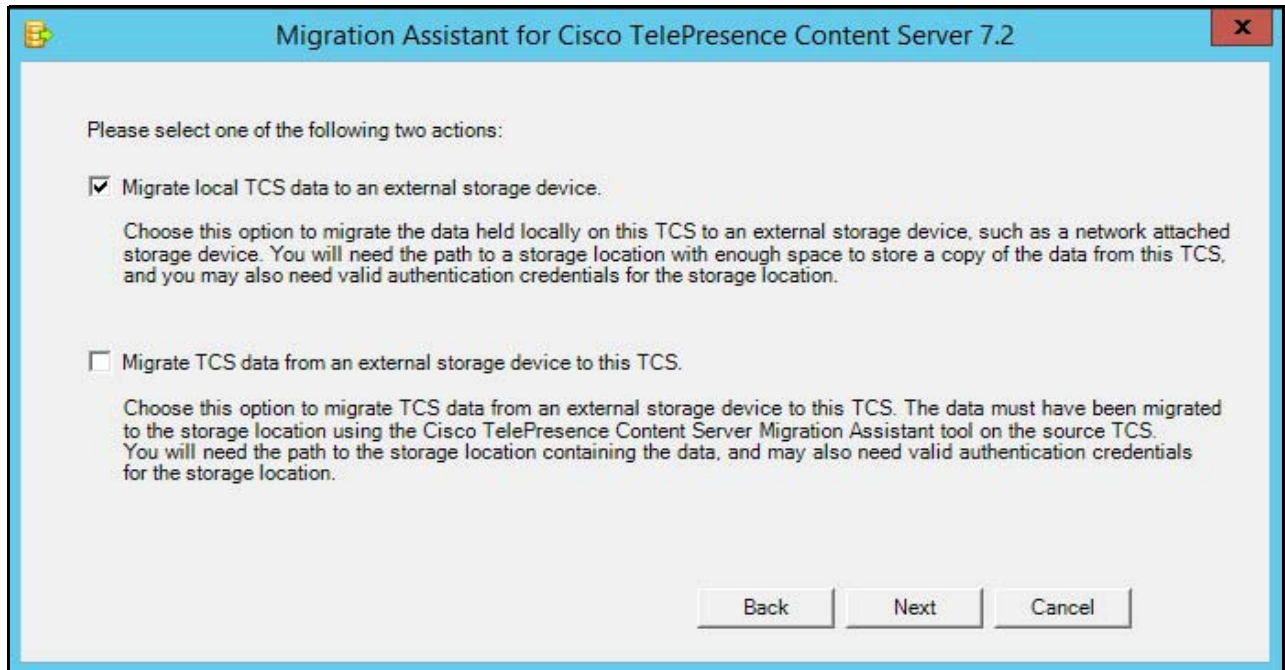 Migration Assistant for Cisco TelePresence Content Server 7.2
x
Please select one of the following two actions:
Migrate local TCS data to an external storage device.
Choose this option to migrate the data held locally on this TCS to an external storage device, such as a network attached
storage device. You will need the path to a storage location with enough space to store a copy of the data from this TCS,
and you may also need valid authentication credentials for the storage location.
Migrate TCS data from an external storage device to this TCS.
Choose this option to migrate TCS data from an external storage device to this TCS. The data must have been migrated
to the storage location using the Cisco TelePresence Content Server Migration Assistant tool on the source TCS.
You will need the path to the storage location containing the data, and may also need valid authentication credentials
for the storage location.
Back Next Cancel